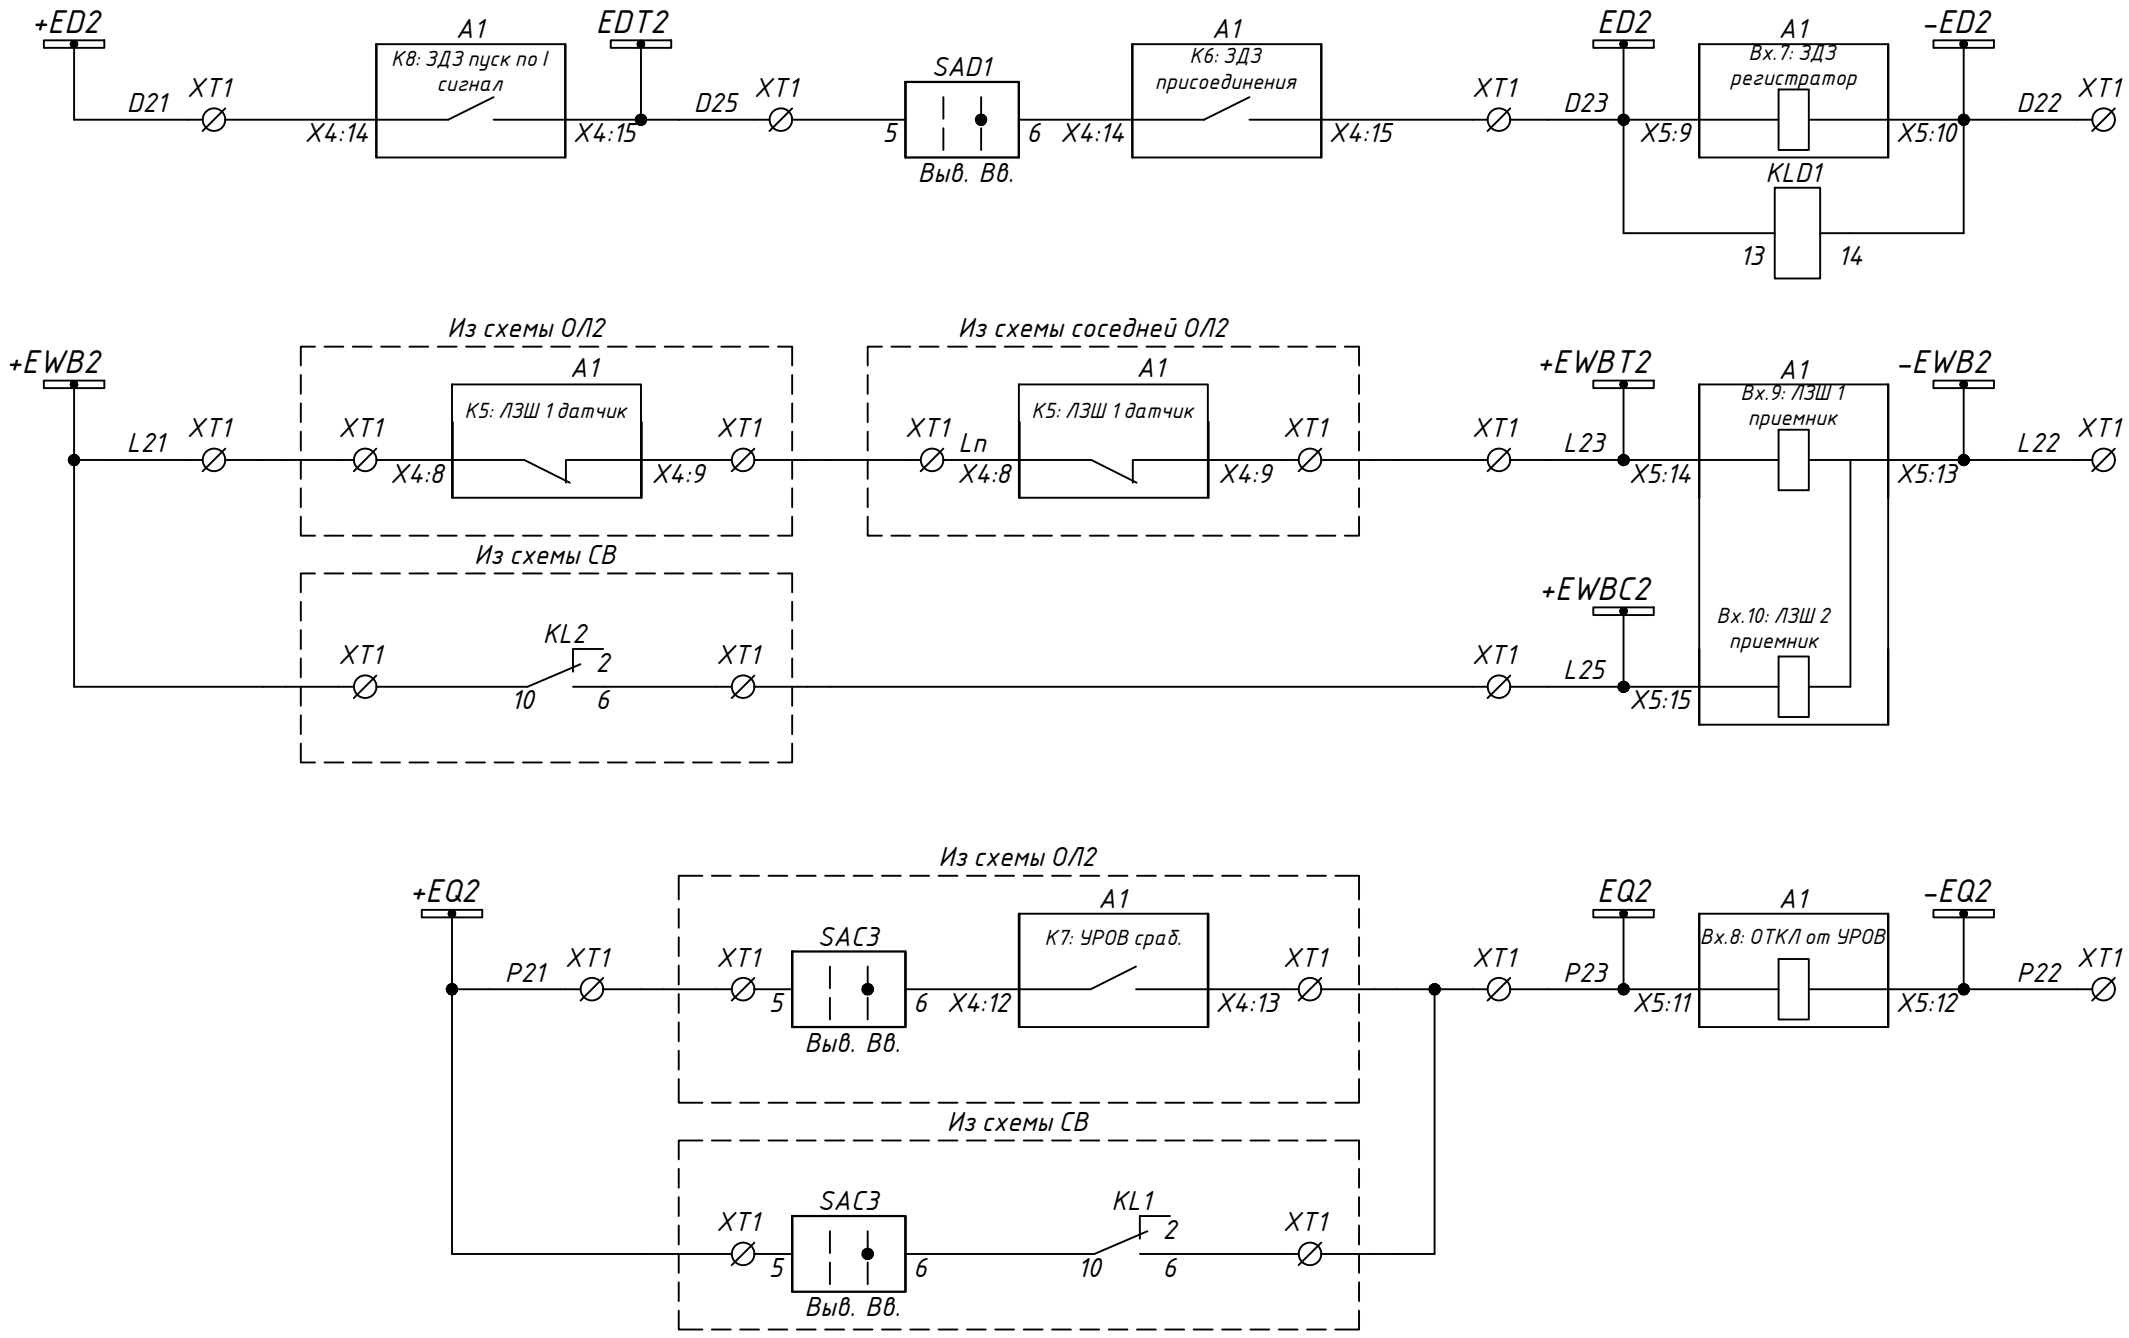 +ED2
A1
EDT2
A1
ED2
A1
-ED2
K8: ЗДЗ пуск по I
сигнал
SAD1
K6: ЗДЗ
присоединения
Вх.7: ЗДЗ
регистратор
D21
XT1
D25
XT1
XT1
D23
D22
XT1
X4:14
X4:15
5
6
X4:14
X4:15
X5:9
X5:10
Выв. Вв.
KLD1
13
14
Из схемы ОЛ2
Из схемы соседней ОЛ2
+EWB2
A1
A1
+EWBT2
A1
-EWB2
K5: ЛЗШ 1 датчик
K5: ЛЗШ 1 датчик
Вх.9: ЛЗШ 1
приемник
L21
XT1
XT1
XT1
XT1
Ln
XT1
XT1
L23
L22
XT1
X4:8
X4:9
X4:8
X4:9
X5:14
X5:13
Из схемы СВ
+EWBC2
Вх.10: ЛЗШ 2
приемник
XT1
KL2
2
XT1
XT1
L25
10
6
X5:15
Из схемы ОЛ2
+EQ2
A1
EQ2
A1
-EQ2
SAC3
K7: УРОВ сраб.
Вх.8: ОТКЛ от УРОВ
P21
XT1
XT1
XT1
XT1
P23
P22
XT1
5
6
X4:12
X4:13
X5:11
X5:12
Выв. Вв.
Из схемы СВ
SAC3
KL1
XT1
2
XT1
5
6
10
6
Выв. Вв.